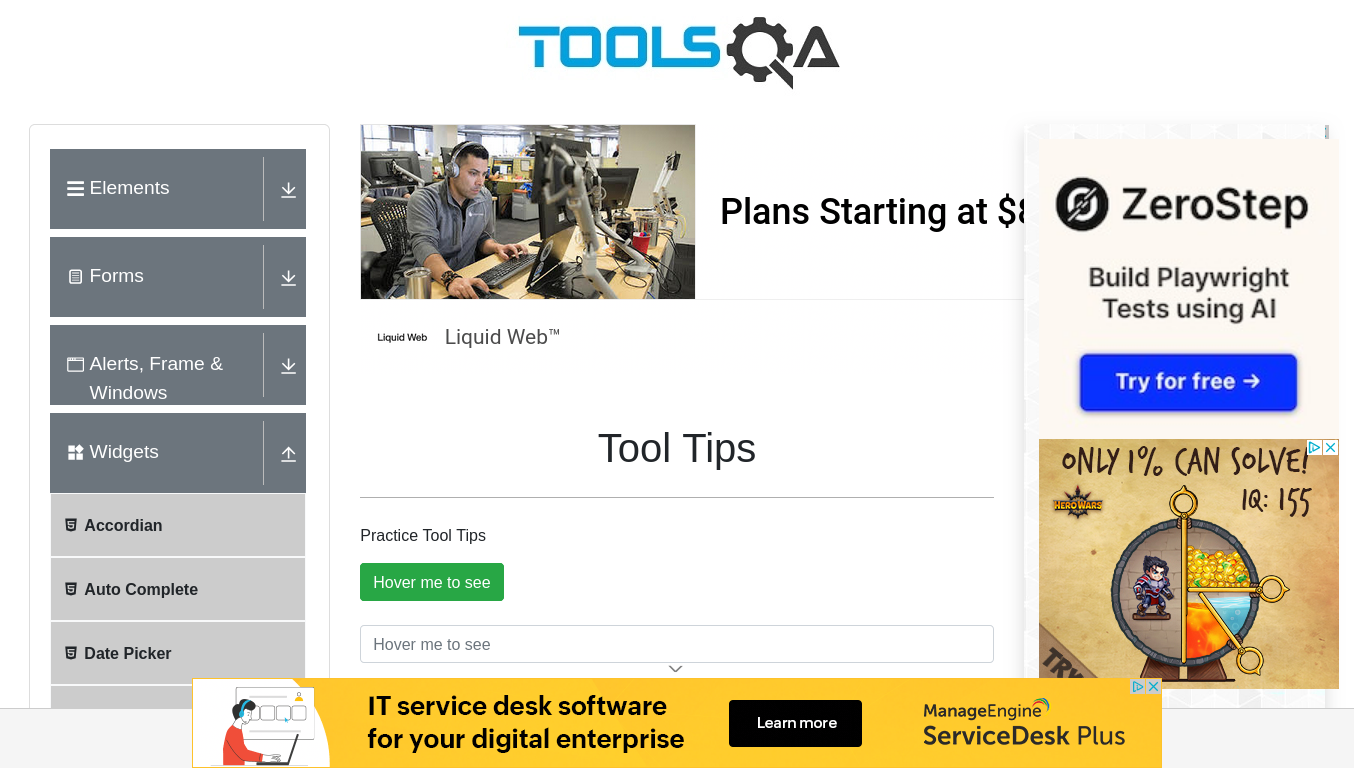 TOOLSQA
Elements
Forms
Alerts, Frame &
Windows
Widgets
Accordian
Auto Complete
Date Picker
Plans Starting at $
Liquid Web
Liquid Web™
Tool Tips
Practice Tool Tips
Hover me to see
Hover me to see
ZeroStep
Build Playwright
Tests using AI
Try for free →
ONLY 1% CAN SOLVE!
IQ: 155
HERO WARS
TRY
IT service desk software
for your digital enterprise
Learn more
ManageEngine
ServiceDesk Plus